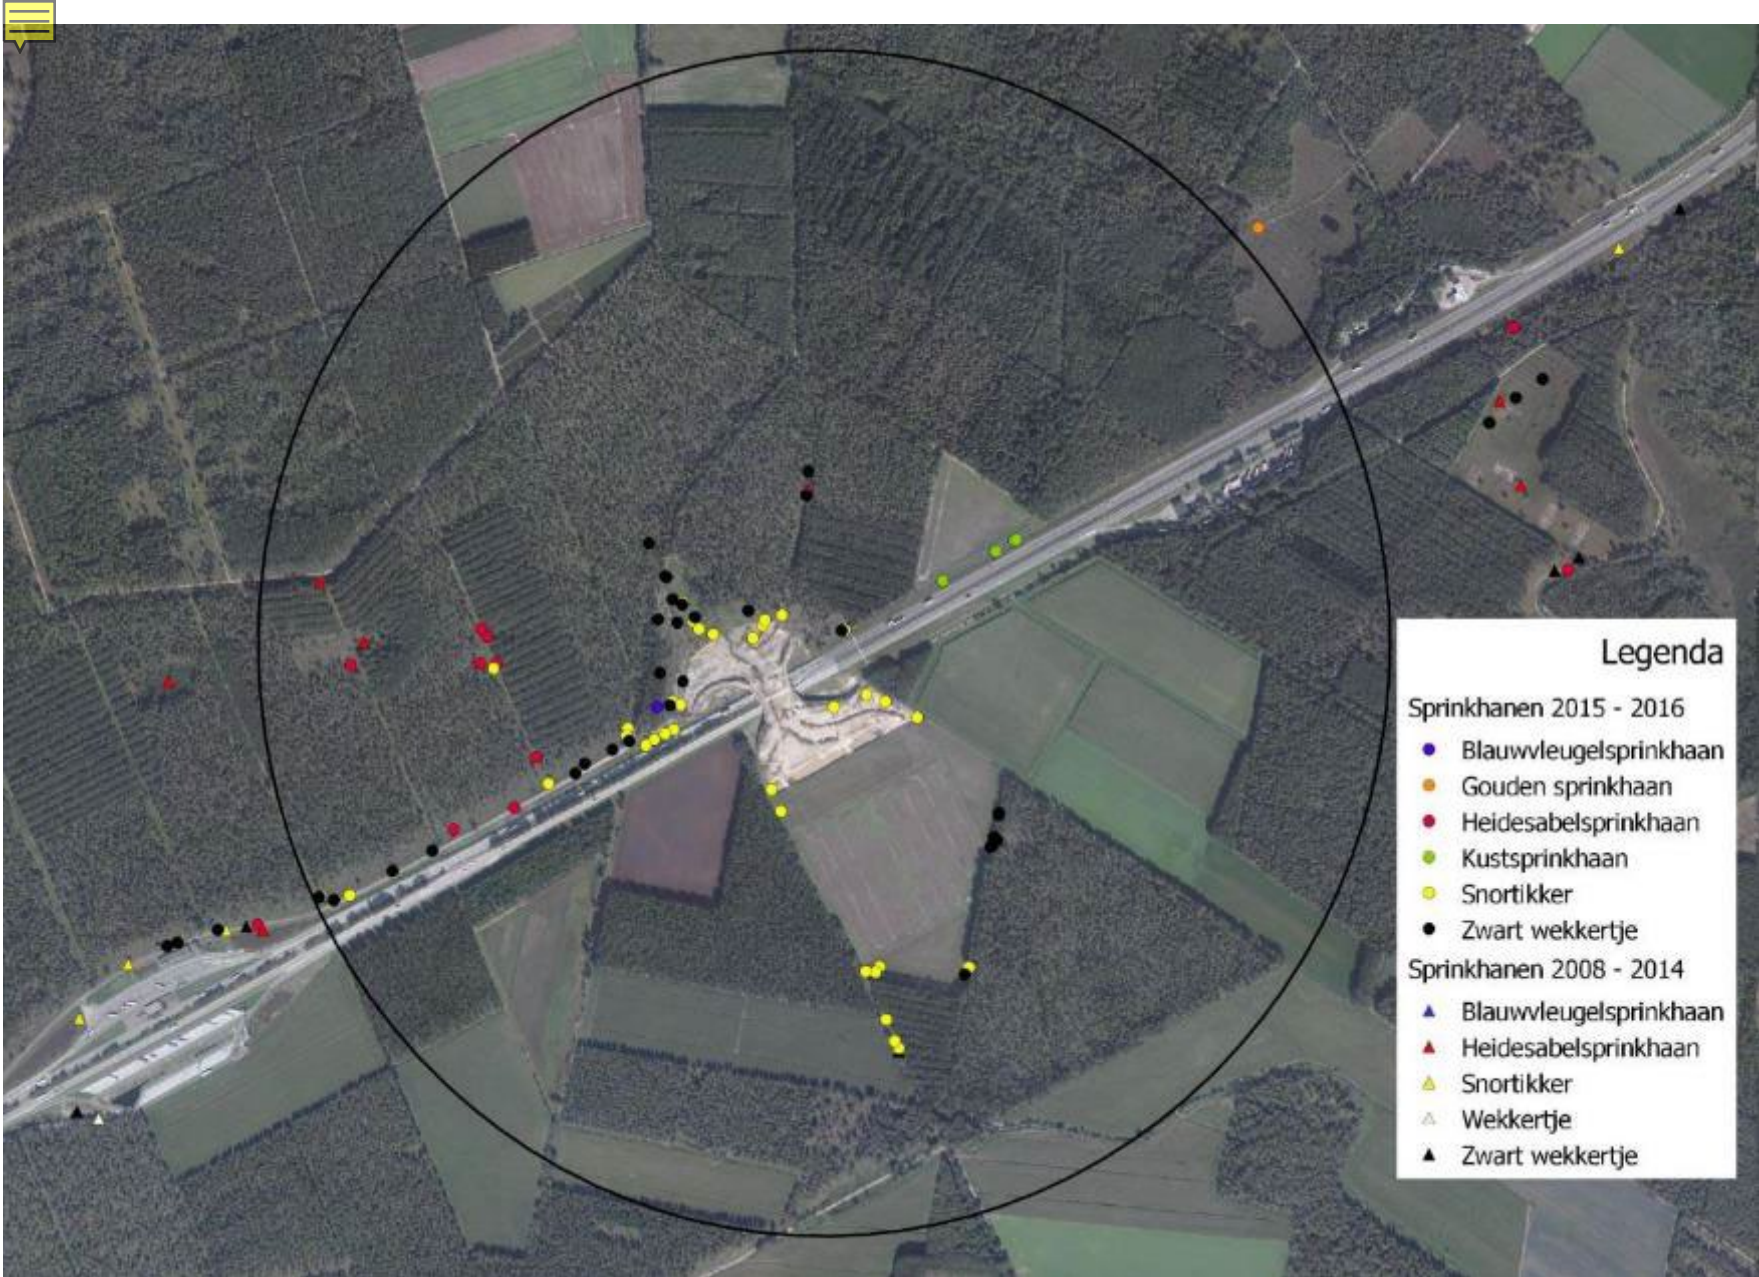 Legenda
Sprinkhanen 2015 - 2016
Blauwvleugelsprinkhaan
Gouden sprinkhaan
Heidesabelsprinkhaan
Kustsprinkhaan
Snortikker
Zwart wekkertje
Sprinkhanen 2008 - 2014
Blauwvleugelsprinkhaan
Heidesabelsprinkhaan
Snortikker
Wekkertje
Zwart wekkertje